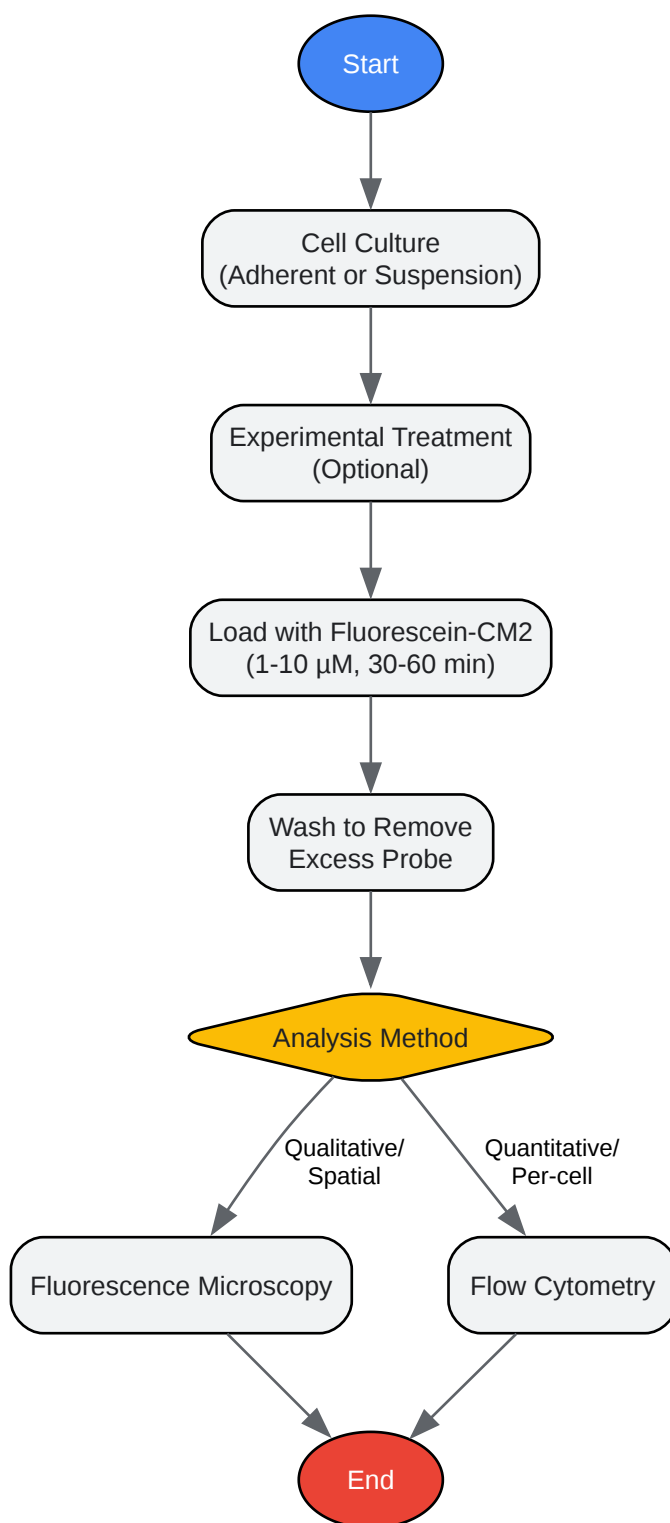 Start
Cell Culture
(Adherent or Suspension)
Experimental Treatment
(Optional)
Load with Fluorescein-CM2
(1-10 µM, 30-60 min)
Wash to Remove
Excess Probe
Analysis Method
Qualitative/
Spatial
Quantitative/
Per-cell
Fluorescence Microscopy
Flow Cytometry
End